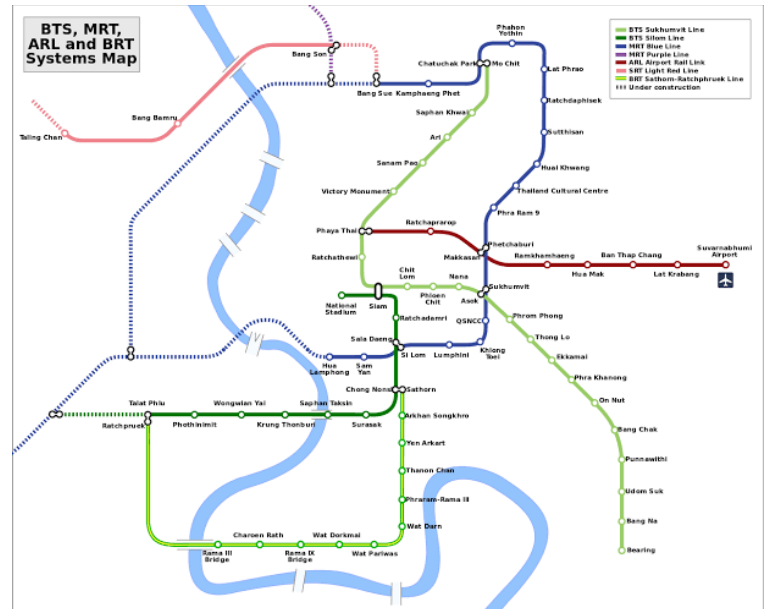 BTS, MRT,
ARL and BRT
Systems Map
BTS Sukhumvit Line
BTS Silom Line
MRT Blue Line
MRT Purple Line
ARL Airport Rail Link
SRT Light Red Line
BRT Sathorn-Ratchphruek Line
Under construction
Phahon
Yothin
Bang Son
Chatuchak Park
Mo Chit
Lat Phrao
Bang Sue
Kamphaeng Phet
Ratchdaphisek
Saphan Khwai
Bang Bamru
Sutthisan
Taling Chan
Ari
Sanam Pao
Huai Khwang
Victory Monument
Thailand Cultural Centre
Phra Ram 9
Phaya Thai
Ratchaprarop
Phetchaburi
Makkasan
Ramkhamhaeng
Hua Mak
Ban Thap Chang
Lat Krabang
Suvarnabhumi
Airport
Ratchathewi
Chit
Lom
Phloen
Chit
Nana
Asok
Sukhumvit
Siam
National
Stadium
Ratchadamri
QSNCC
Phrom Phong
Thong Lo
Sala Daeng
Si Lom
Lumphini
Khlong
Toei
Hua
Lamphong
Sam
Yan
Ekkamai
Phra Khanong
Chong Nonsi
Sathorn
On Nut
Talat Phlu
Ratchpruek
Phothinimit
Wongwian Yai
Krung Thonburi
Saphan Taksin
Surasak
Arkhan Songkhro
Bang Chak
Yen Arkart
Punnawithi
Thanon Chan
Udom Suk
Phraram-Rama III
Bang Na
Wat Darn
Bearing
Rama III
Bridge
Charoen Rath
Rama IX
Bridge
Wat Dorkmai
Wat Pariwas